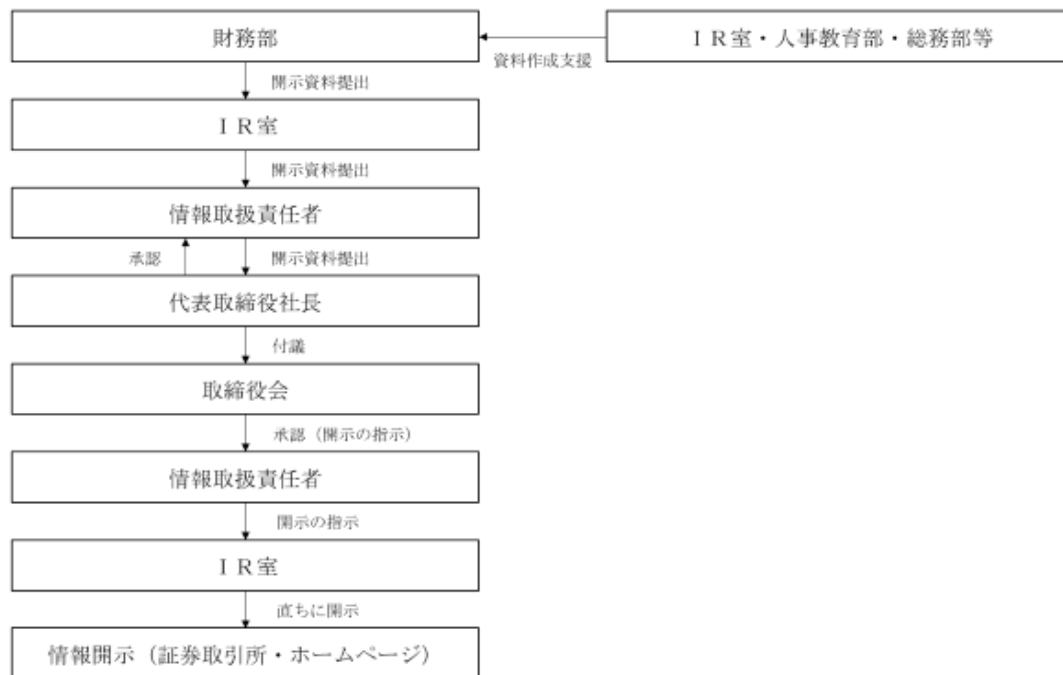 財務部
ＩＲ室・人事教育部・総務部等
資料作成支援
開示資料提出
ＩＲ室
開示資料提出
情報取扱責任者
承認
開示資料提出
代表取締役社長
付議
取締役会
承認（開示の指示）
情報取扱責任者
開示の指示
ＩＲ室
直ちに開示
情報開示（証券取引所・ホームページ）